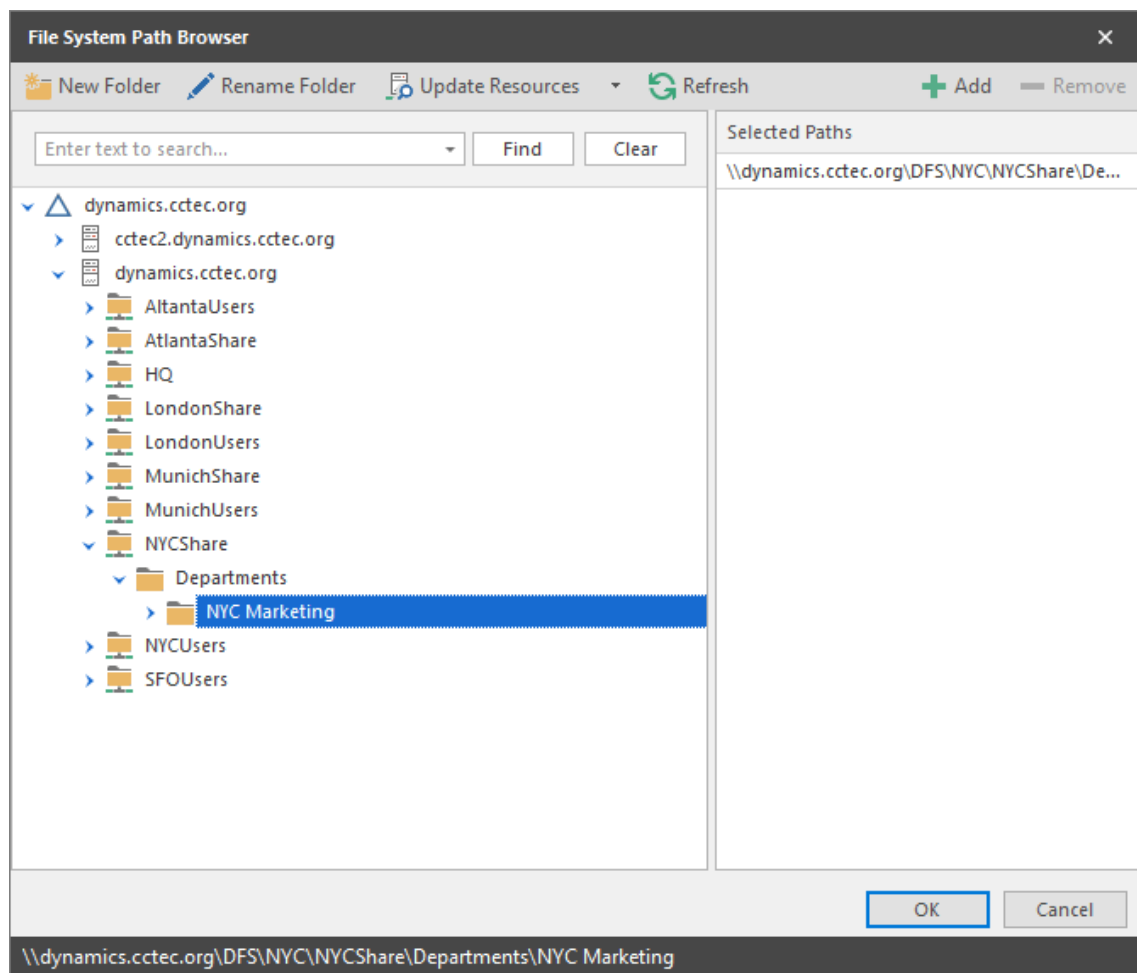 File System Path Browser
New Folder Rename Folder Update Resources Refresh Add Remove
Enter text to search... Find Clear
Selected Paths
\\dynamics.cctec.org\DFS\NYC\NYCShare\De...
dynamics.cctec.org
cctec2.dynamics.cctec.org
dynamics.cctec.org
AltantaUsers
AtlantaShare
HQ
LondonShare
LondonUsers
MunichShare
MunichUsers
NYCShare
Departments
NYC Marketing
NYCUsers
SFOUsers
OK Cancel
\\dynamics.cctec.org\DFS\NYC\NYCShare\Departments\NYC Marketing